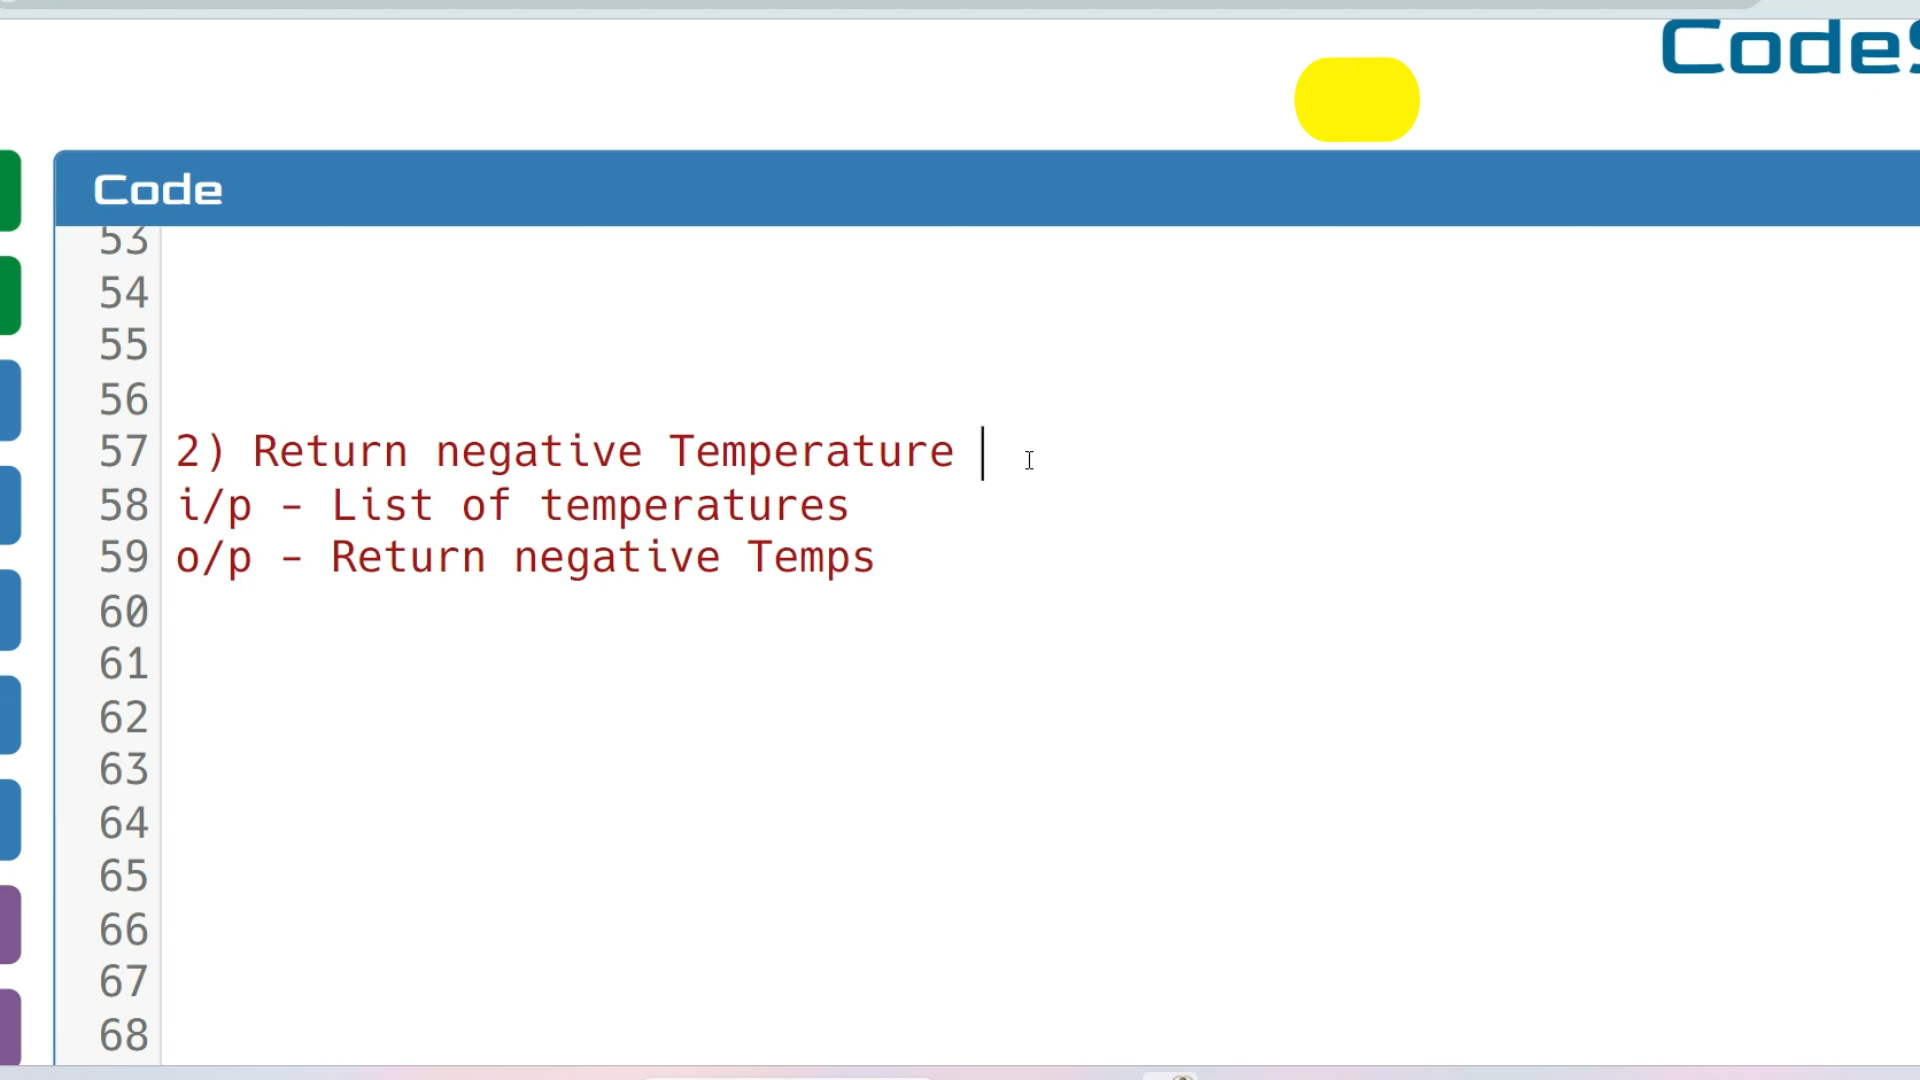 Code
Code
53
54
55
56
57 2) Return negative Temperature
58 i/p - List of temperatures
59 o/p - Return negative Temps
60
61
62
63
64
65
66
67
68